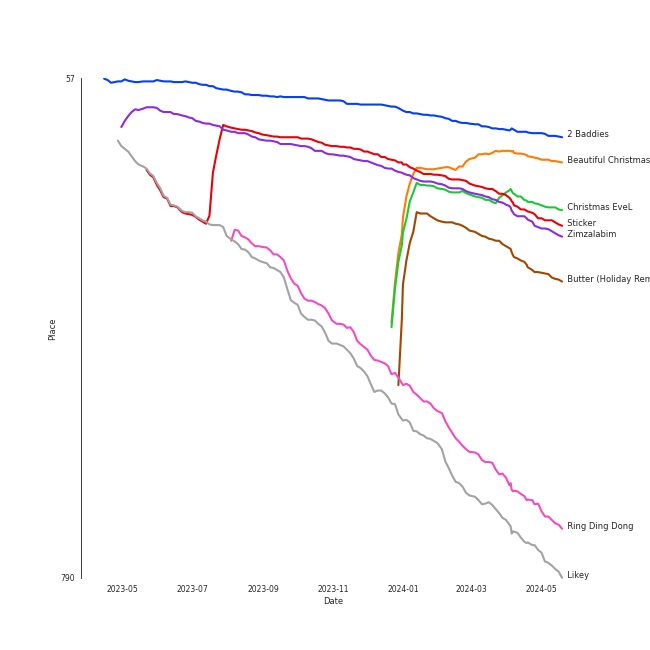 57
2 Baddies
Beautiful Christmas
Christmas EveL
Sticker
Zimzalabim
Butter (Holiday Rem
Place
Ring Ding Dong
790
Likey
2023-05 2023-07 2023-09 2023-11 2024-01 2024-03 2024-05
Date